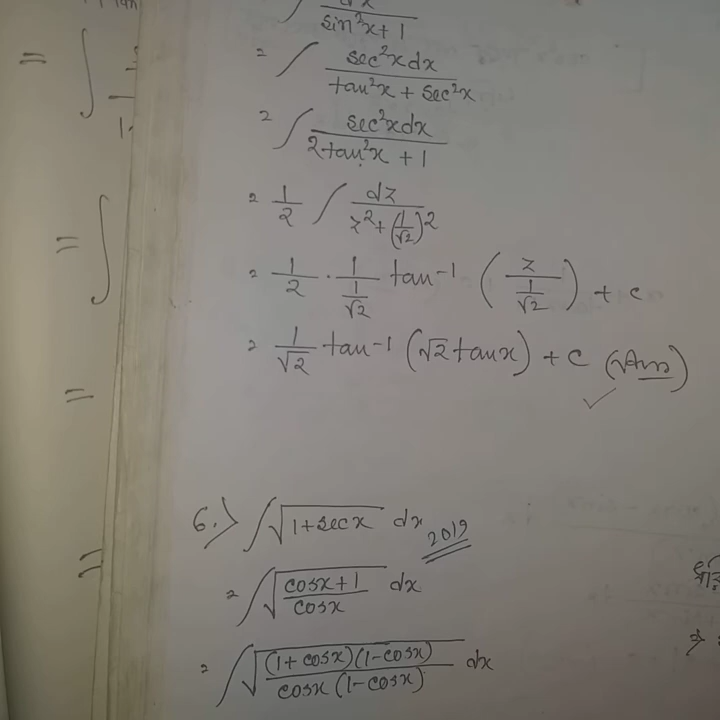 ∫ dx / sin²x + 1
= ∫ sec²x dx / tan²x + sec²x
= ∫ sec²x dx / 2tan²x + 1
= 1/2 ∫ dz / z² + (1/√2)²
= 1/2 · 1/(1/√2) tan⁻¹ (z / (1/√2)) + c
= 1/√2 tan⁻¹ (√2 tanx) + c (Ans)
6.> ∫ √(1 + secx) dx 2019
= ∫ √(cosx + 1 / cosx) dx
= ∫ √((1 + cosx)(1 - cosx) / cosx (1 - cosx)) dx